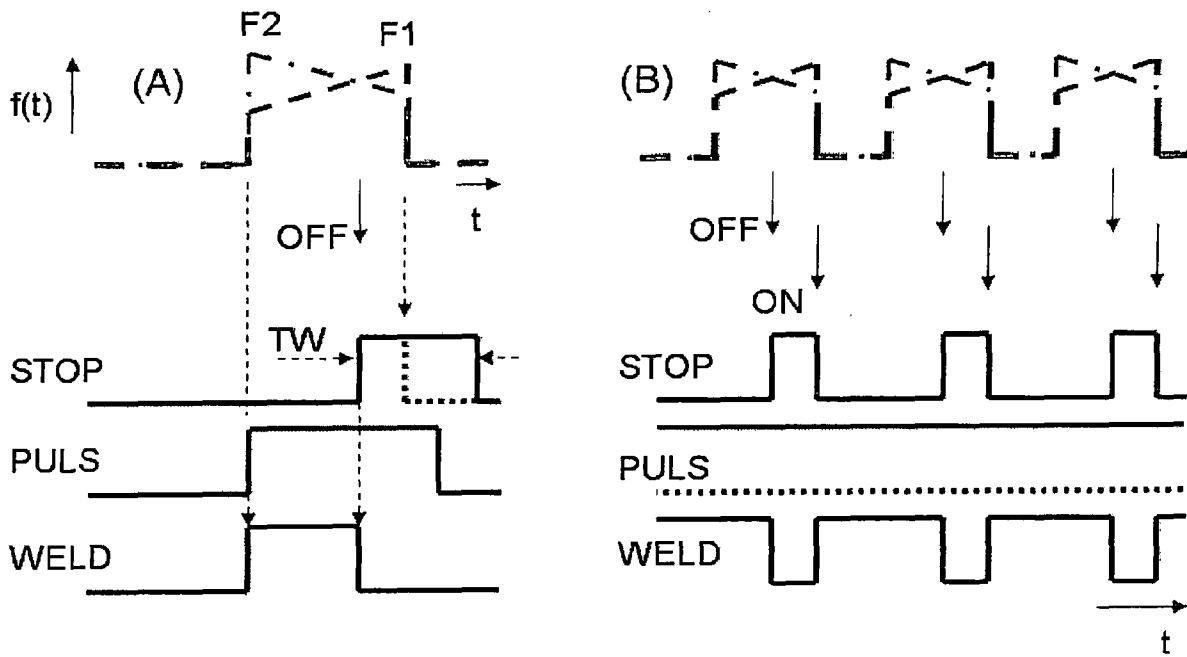 F2 F1
(A)
f(t)
t
OFF
TW
STOP
PULS
WELD
(B)
OFF
ON
STOP
PULS
WELD
t